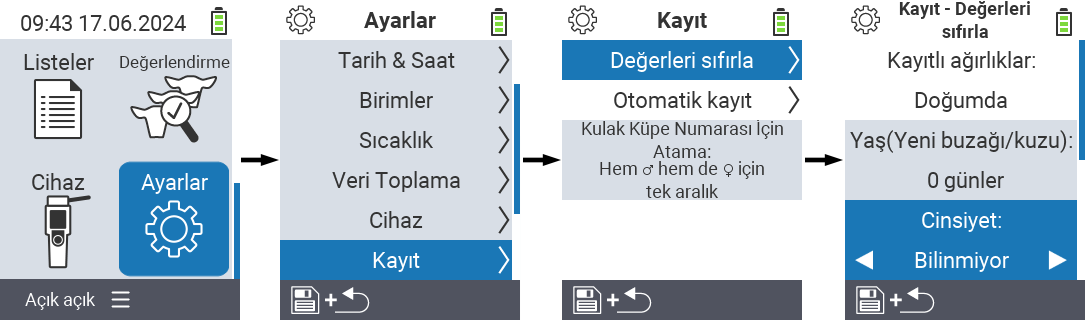 09:43 17.06.2024
Listeler
Değerlendirme
Cihaz
Ayarlar
Açık açık
Ayarlar
Tarih & Saat
Birimler
Sıcaklık
Veri Toplama
Cihaz
Kayıt
+
Kayıt
Değerleri sıfırla
Otomatik kayıt
Kulak Küpe Numarası İçin
Atama:
Hem ♂ hem de ♀ için
tek aralık
+
Kayıt - Değerleri
sıfırla
Kayıtlı ağırlıklar:
Doğumda
Yaş(Yeni buzağı/kuzu):
0 günler
Cinsiyet:
Bilinmiyor
+